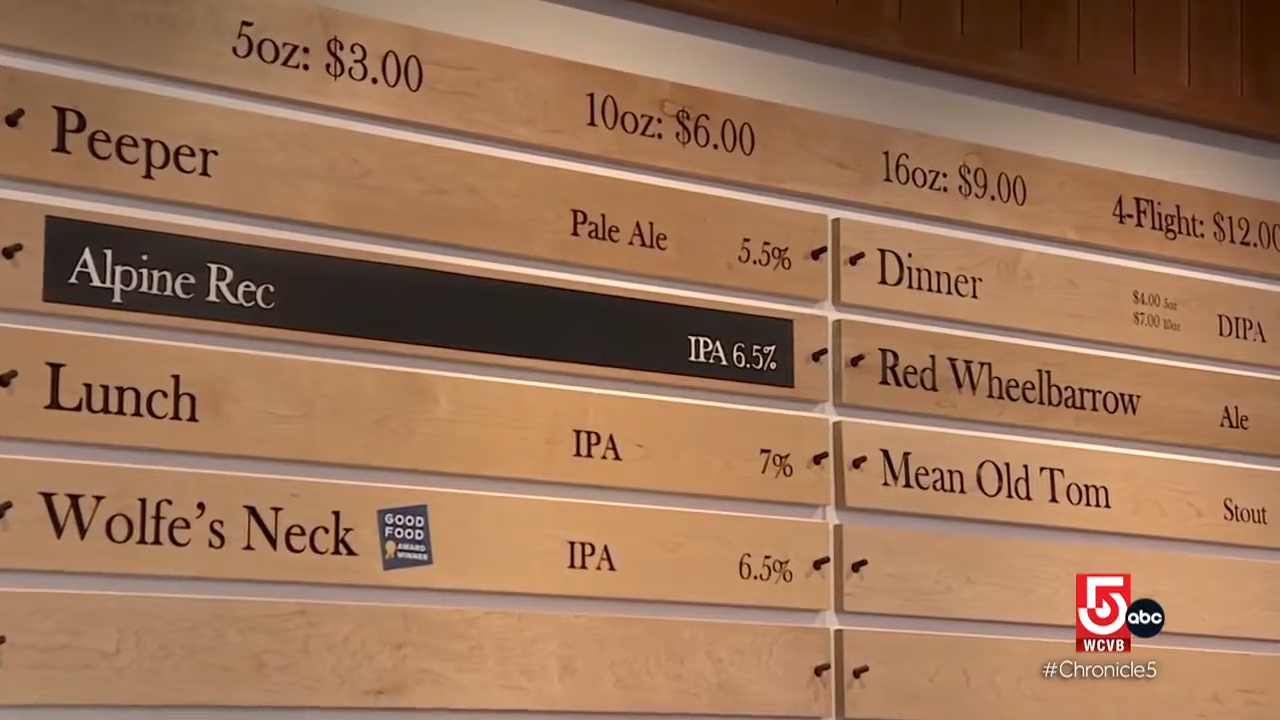 5oz: $3.00
10oz: $6.00
16oz: $9.00
4-Flight: $12.00
Peeper
Pale Ale
5.5%
Alpine Rec
IPA 6.5%
Lunch
IPA
7%
Wolfe's Neck
GOOD
FOOD
AWARD
WINNER
IPA
6.5%
Dinner
$4.00 5oz
$7.00 10oz
DIPA
Red Wheelbarrow
Ale
Mean Old Tom
Stout
5
abc
WCVB
#Chronicle5